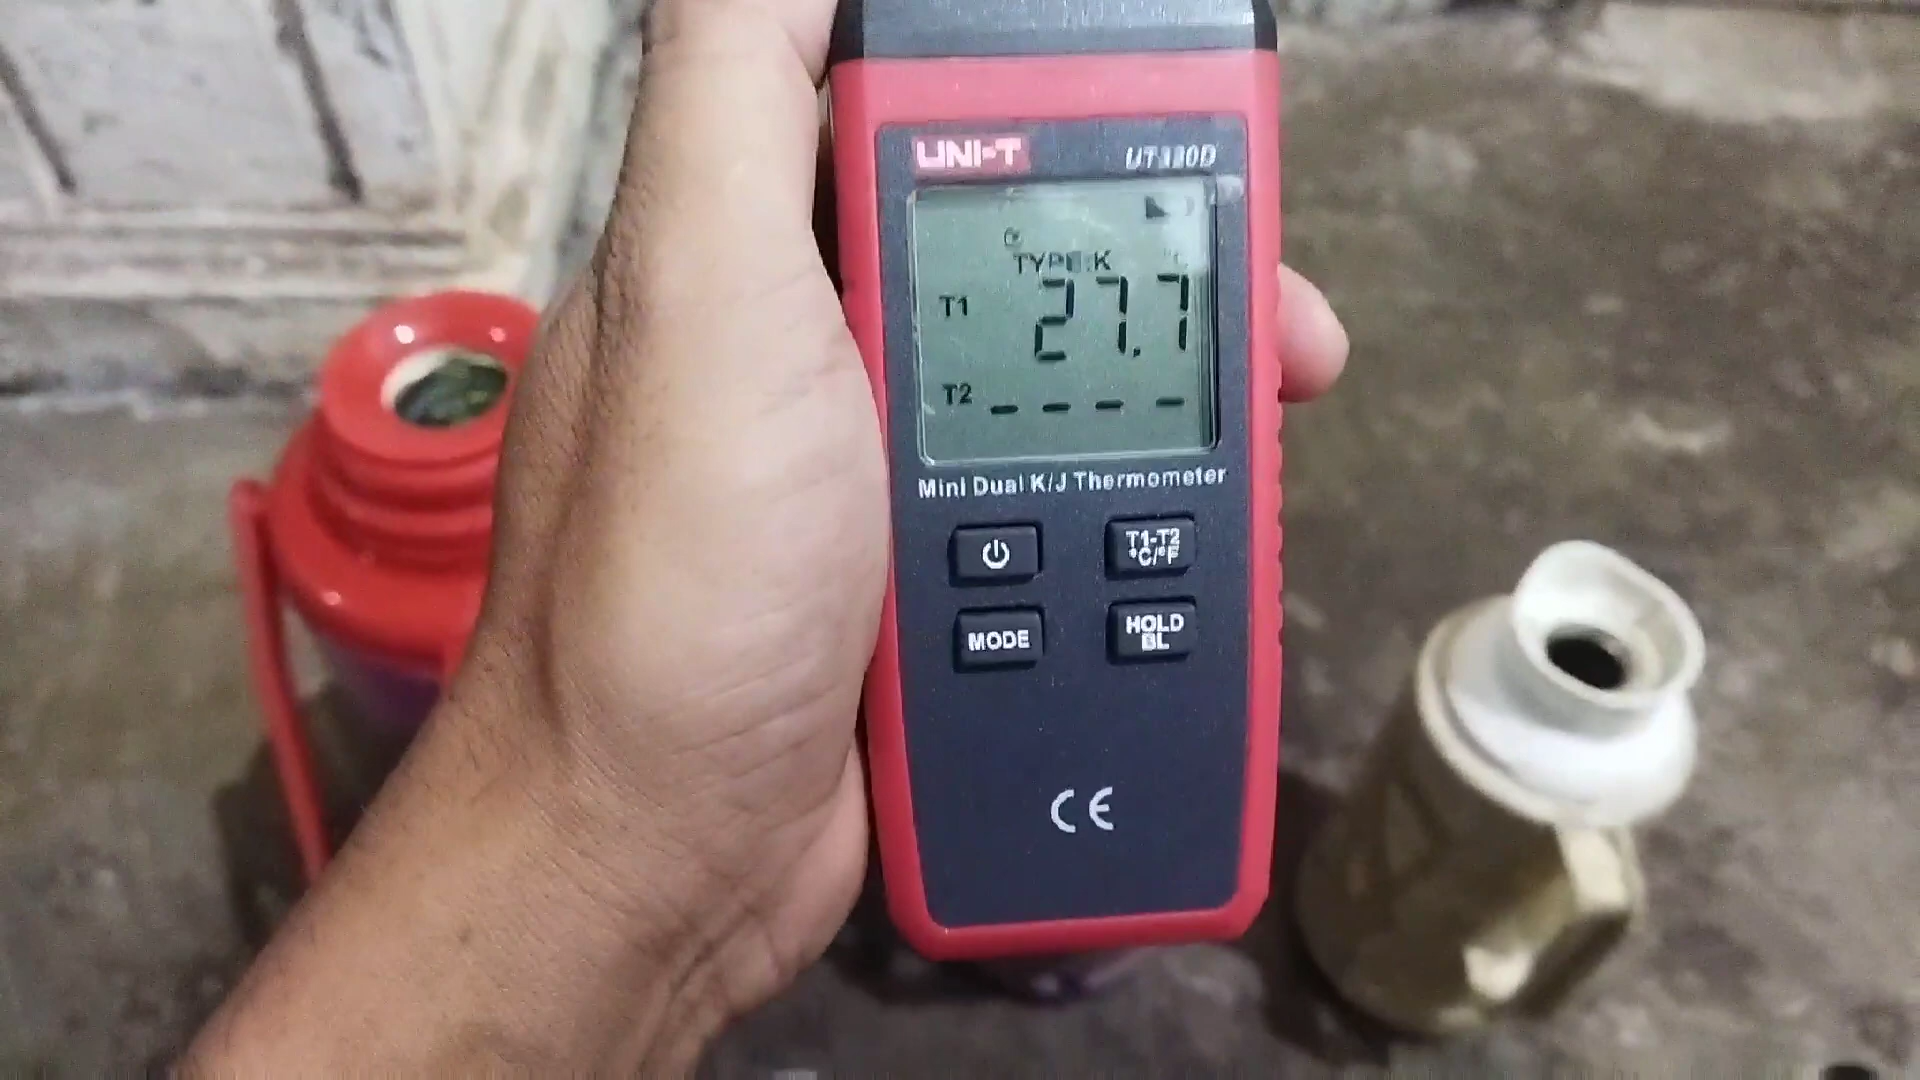 UNI-T
TYPE K °C
T1 27.7
T2 ----
Mini Dual K/J Thermometer
T1-T2
°C/°F
MODE
HOLD
BL
CE